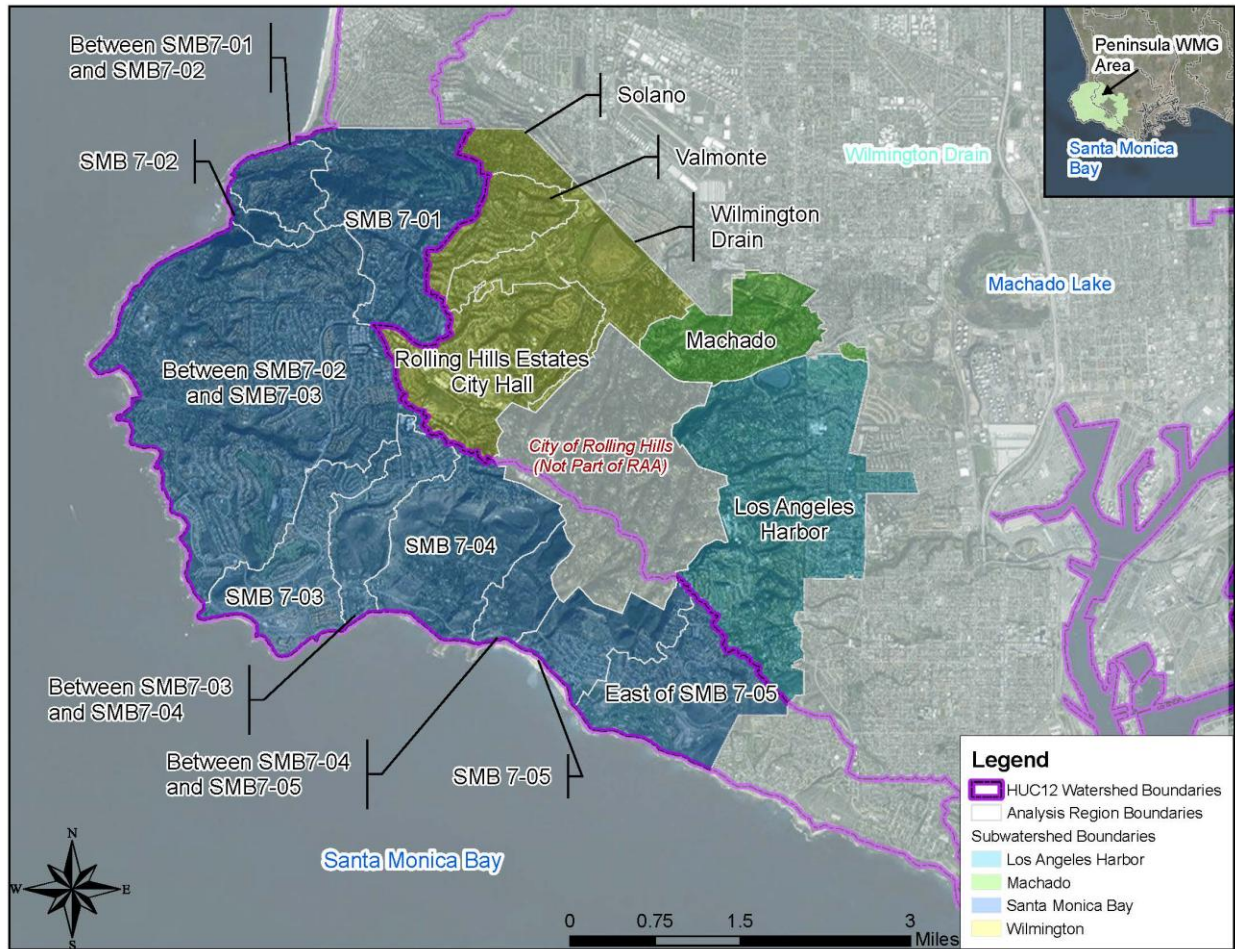 Between SMB7-01
and SMB7-02
SMB 7-02
Solano
Valmonte
Wilmington
Drain
Wilmington Drain
Peninsula WMG
Area
Santa Monica
Bay
SMB 7-01
Machado Lake
Machado
Rolling Hills Estates
City Hall
Between SMB7-02
and SMB7-03
City of Rolling Hills
(Not Part of RAA)
Los Angeles
Harbor
SMB 7-04
SMB 7-03
East of SMB 7-05
Between SMB7-03
and SMB7-04
Between SMB7-04
and SMB7-05
SMB 7-05
Santa Monica Bay
N
W
E
S
0 0.75 1.5 3
Miles
Legend
HUC12 Watershed Boundaries
Analysis Region Boundaries
Subwatershed Boundaries
Los Angeles Harbor
Machado
Santa Monica Bay
Wilmington